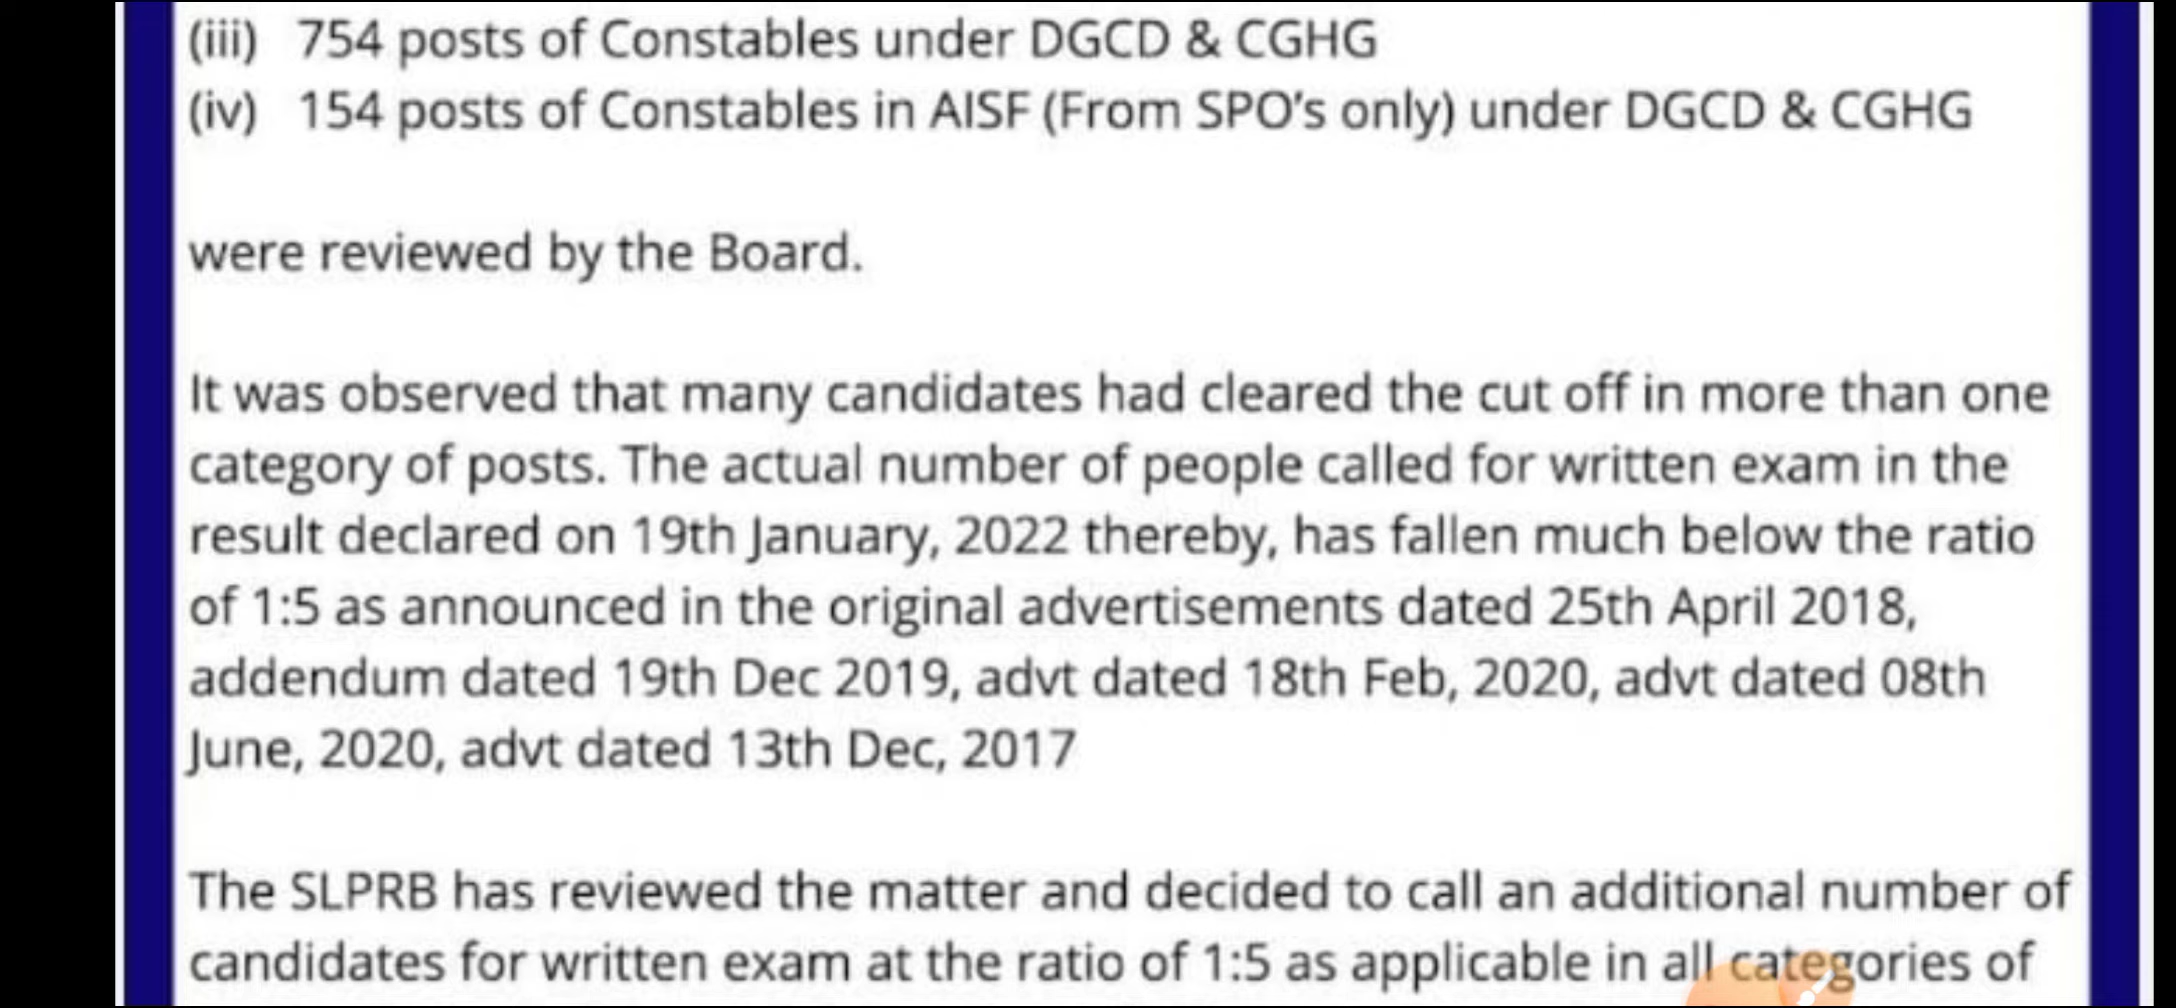 (iii) 754 posts of Constables under DGCD & CGHG
(iv) 154 posts of Constables in AISF (From SPO's only) under DGCD & CGHG
were reviewed by the Board.
It was observed that many candidates had cleared the cut off in more than one
category of posts. The actual number of people called for written exam in the
result declared on 19th January, 2022 thereby, has fallen much below the ratio
of 1:5 as announced in the original advertisements dated 25th April 2018,
addendum dated 19th Dec 2019, advt dated 18th Feb, 2020, advt dated 08th
June, 2020, advt dated 13th Dec, 2017
The SLPRB has reviewed the matter and decided to call an additional number of
candidates for written exam at the ratio of 1:5 as applicable in all categories of